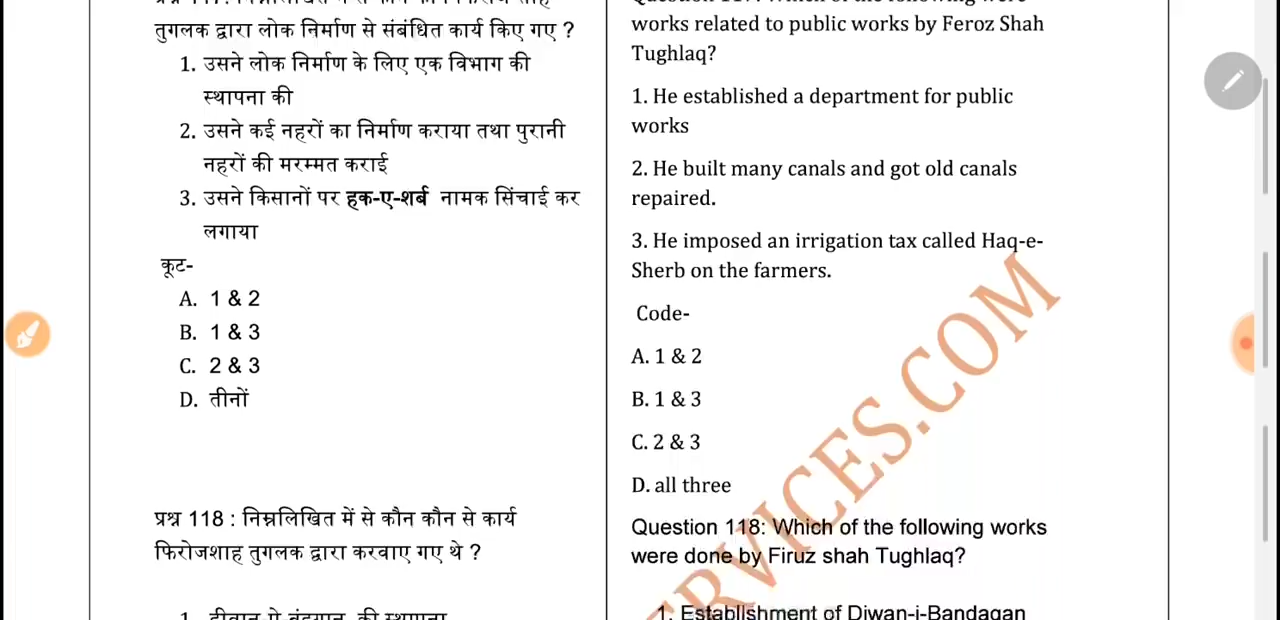 तुगलक द्वारा लोक निर्माण से संबंधित कार्य किए गए ?
1. उसने लोक निर्माण के लिए एक विभाग की
स्थापना की
2. उसने कई नहरों का निर्माण कराया तथा पुरानी
नहरों की मरम्मत कराई
3. उसने किसानों पर हक-ए-शर्ब नामक सिंचाई कर
लगाया
कूट-
A. 1 & 2
B. 1 & 3
C. 2 & 3
D. तीनों
प्रश्न 118 : निम्नलिखित में से कौन कौन से कार्य
फिरोजशाह तुगलक द्वारा करवाए गए थे ?
works related to public works by Feroz Shah
Tughlaq?
1. He established a department for public
works
2. He built many canals and got old canals
repaired.
3. He imposed an irrigation tax called Haq-e-
Sherb on the farmers.
Code-
A. 1 & 2
B. 1 & 3
C. 2 & 3
D. all three
Question 118: Which of the following works
were done by Firuz shah Tughlaq?
1. Establishment of Diwan-i-Bandagan
RVICES.COM